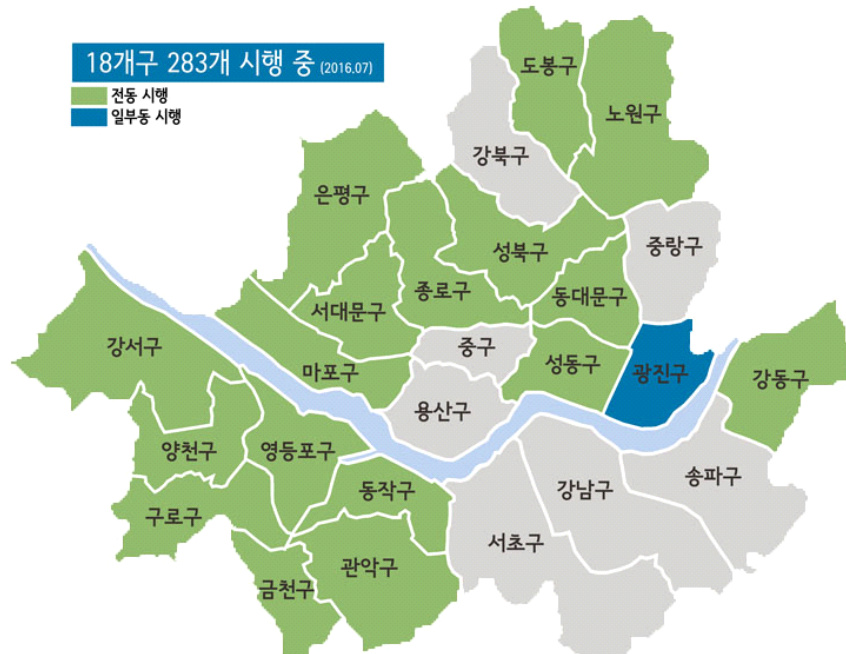 18개구 283개 시행 중 (2016.07)
전동 시행
일부동 시행
도봉구
노원구
강북구
은평구
성북구
중랑구
서대문구
종로구
동대문구
강서구
마포구
중구
성동구
광진구
강동구
용산구
양천구
영등포구
동작구
강남구
송파구
구로구
서초구
관악구
금천구